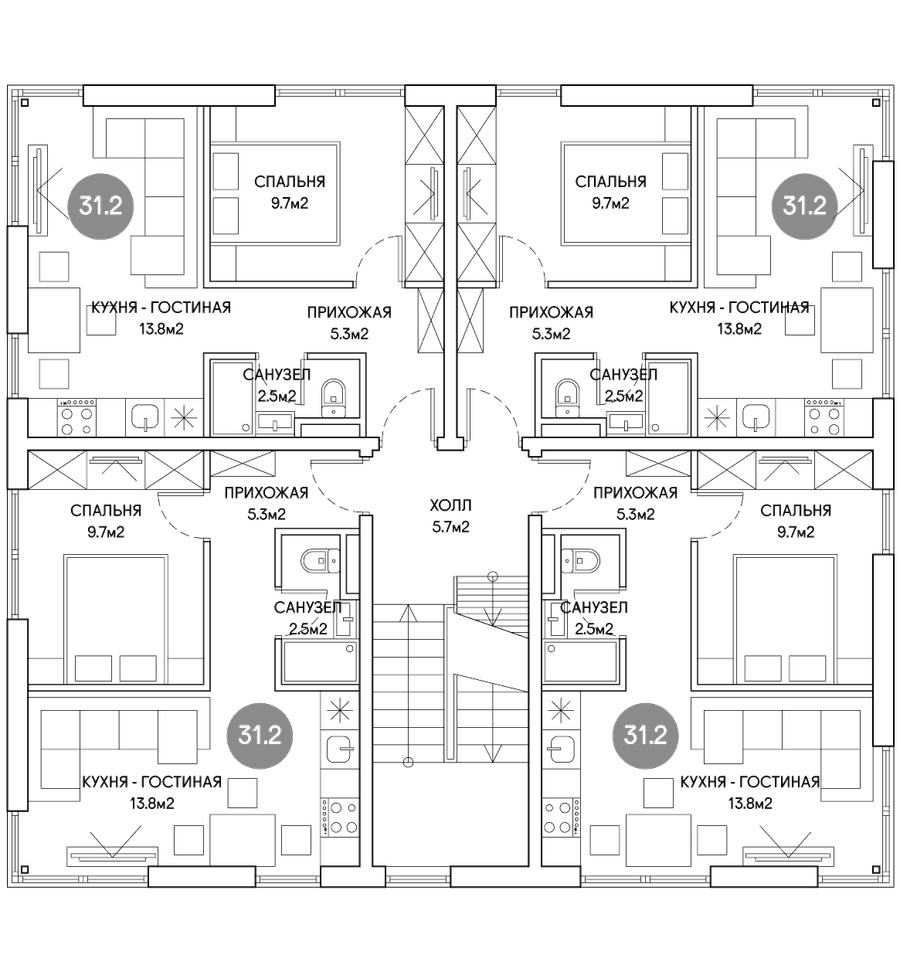 СПАЛЬНЯ
9.7м2
СПАЛЬНЯ
9.7м2
31.2
31.2
КУХНЯ - ГОСТИНАЯ
13.8м2
ПРИХОЖАЯ
5.3м2
ПРИХОЖАЯ
5.3м2
КУХНЯ - ГОСТИНАЯ
13.8м2
САНУЗЕЛ
2.5м2
САНУЗЕЛ
2.5м2
СПАЛЬНЯ
9.7м2
ПРИХОЖАЯ
5.3м2
ХОЛЛ
5.7м2
ПРИХОЖАЯ
5.3м2
СПАЛЬНЯ
9.7м2
САНУЗЕЛ
2.5м2
САНУЗЕЛ
2.5м2
31.2
31.2
КУХНЯ - ГОСТИНАЯ
13.8м2
КУХНЯ - ГОСТИНАЯ
13.8м2